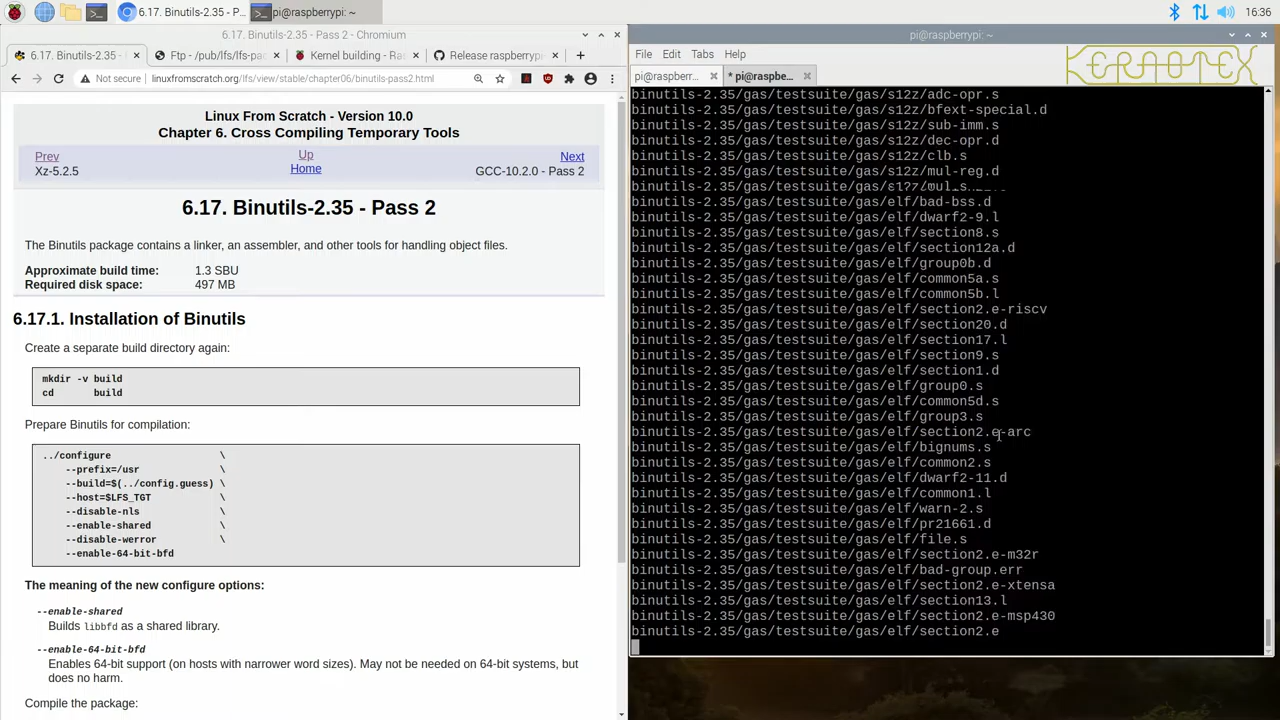 6.17. Binutils-2.35 - P...
pi@raspberrypi: ~
16:36
6.17. Binutils-2.35 - Pass 2 - Chromium
6.17. Binutils-2.35 -
Ftp - /pub/lfs/lfs-pa
Kernel building - Ras
Release raspberrypi-
Not secure
linuxfromscratch.org/lfs/view/stable/chapter06/binutils-pass2.html
Linux From Scratch - Version 10.0
Chapter 6. Cross Compiling Temporary Tools
Prev
Up
Next
Xz-5.2.5
Home
GCC-10.2.0 - Pass 2
6.17. Binutils-2.35 - Pass 2
The Binutils package contains a linker, an assembler, and other tools for handling object files.
Approximate build time: 1.3 SBU
Required disk space: 497 MB
6.17.1. Installation of Binutils
Create a separate build directory again:
mkdir -v build
cd build
Prepare Binutils for compilation:
../configure \
--prefix=/usr \
--build=$(../config.guess) \
--host=$LFS_TGT \
--disable-nls \
--enable-shared \
--disable-werror \
--enable-64-bit-bfd
The meaning of the new configure options:
--enable-shared
Builds libbfd as a shared library.
--enable-64-bit-bfd
Enables 64-bit support (on hosts with narrower word sizes). May not be needed on 64-bit systems, but
does no harm.
Compile the package:
pi@raspberrypi: ~
File Edit Tabs Help
KERNOTEX
pi@raspberr...
* pi@raspbe...
binutils-2.35/gas/testsuite/gas/s12z/adc-opr.s
binutils-2.35/gas/testsuite/gas/s12z/bfext-special.d
binutils-2.35/gas/testsuite/gas/s12z/sub-imm.s
binutils-2.35/gas/testsuite/gas/s12z/dec-opr.d
binutils-2.35/gas/testsuite/gas/s12z/clb.s
binutils-2.35/gas/testsuite/gas/s12z/mul-reg.d
binutils-2.35/gas/testsuite/gas/s12z/mul.s
binutils-2.35/gas/testsuite/gas/elf/bad-bss.d
binutils-2.35/gas/testsuite/gas/elf/dwarf2-9.l
binutils-2.35/gas/testsuite/gas/elf/section8.s
binutils-2.35/gas/testsuite/gas/elf/section12a.d
binutils-2.35/gas/testsuite/gas/elf/group0b.d
binutils-2.35/gas/testsuite/gas/elf/common5a.s
binutils-2.35/gas/testsuite/gas/elf/common5b.l
binutils-2.35/gas/testsuite/gas/elf/section2.e-riscv
binutils-2.35/gas/testsuite/gas/elf/section20.d
binutils-2.35/gas/testsuite/gas/elf/section17.l
binutils-2.35/gas/testsuite/gas/elf/section9.s
binutils-2.35/gas/testsuite/gas/elf/section1.d
binutils-2.35/gas/testsuite/gas/elf/group0.s
binutils-2.35/gas/testsuite/gas/elf/common5d.s
binutils-2.35/gas/testsuite/gas/elf/group3.s
binutils-2.35/gas/testsuite/gas/elf/section2.e-arc
binutils-2.35/gas/testsuite/gas/elf/bignums.s
binutils-2.35/gas/testsuite/gas/elf/common2.s
binutils-2.35/gas/testsuite/gas/elf/dwarf2-11.d
binutils-2.35/gas/testsuite/gas/elf/common1.l
binutils-2.35/gas/testsuite/gas/elf/warn-2.s
binutils-2.35/gas/testsuite/gas/elf/pr21661.d
binutils-2.35/gas/testsuite/gas/elf/file.s
binutils-2.35/gas/testsuite/gas/elf/section2.e-m32r
binutils-2.35/gas/testsuite/gas/elf/bad-group.err
binutils-2.35/gas/testsuite/gas/elf/section2.e-xtensa
binutils-2.35/gas/testsuite/gas/elf/section13.l
binutils-2.35/gas/testsuite/gas/elf/section2.e-msp430
binutils-2.35/gas/testsuite/gas/elf/section2.e